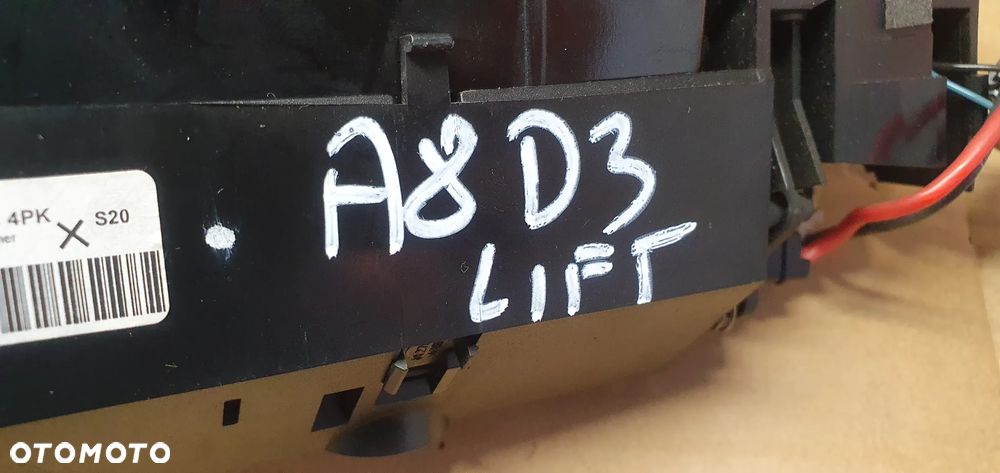 A8 D3
LIFT
4PK S20
OTOMOTO